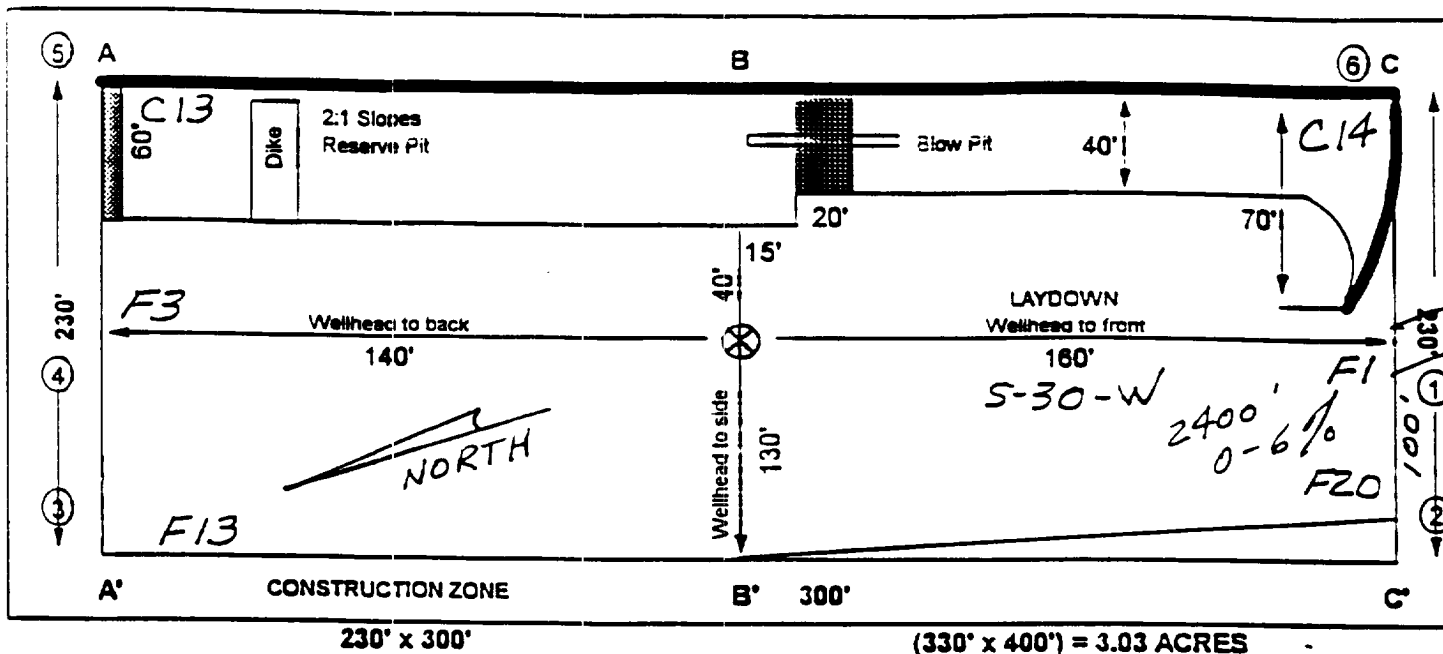 ⑤ A B ⑥ C
C13 60' Dike 2:1 Slopes
Reserve Pit
Blow Pit 40' C14
70'
20'
15'
40'
230' F3 Wellhead to back
140'
LAYDOWN
Wellhead to front
160'
230'
④ F1 ①
S-30-W
2400'
0-6%
100'
NORTH
Wellhead to side 130'
F20
③ F13 ②
A' CONSTRUCTION ZONE B' 300' C'
230' x 300' (330' x 400') = 3.03 ACRES